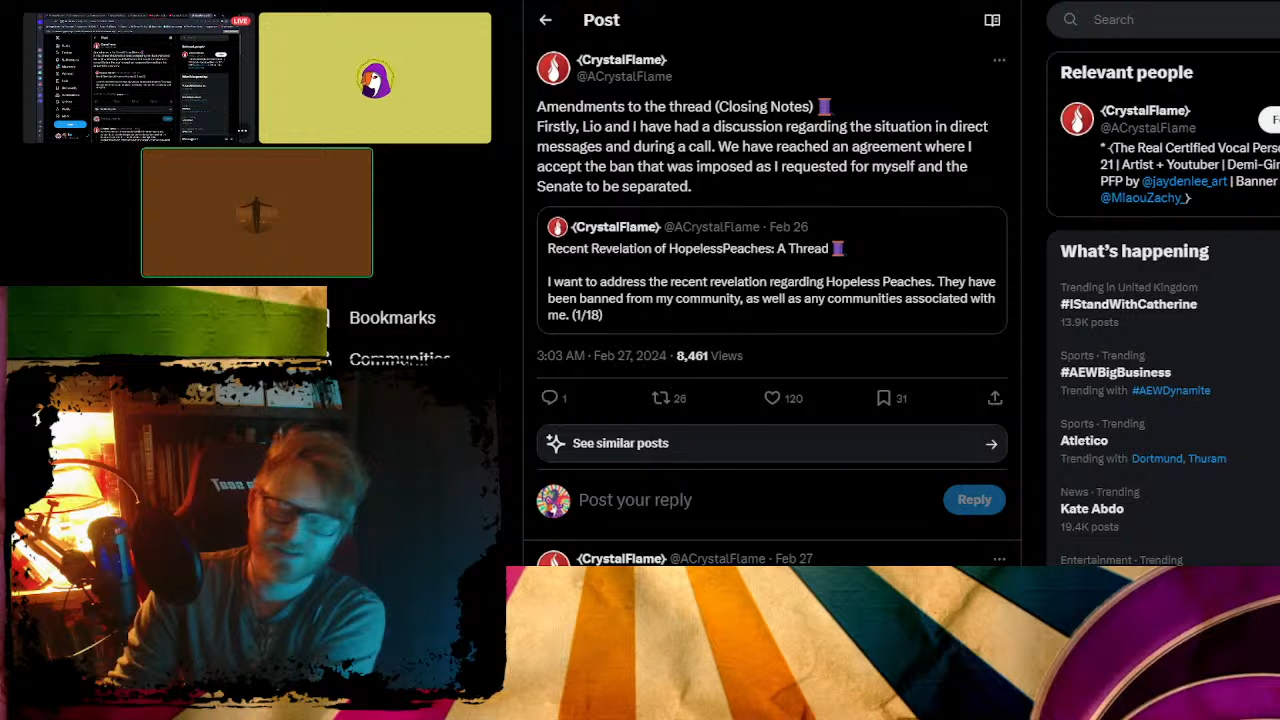 LIVE
Bookmarks
Communities
Post
{CrystalFlame}
@ACrystalFlame
Amendments to the thread (Closing Notes)
Firstly, Lio and I have had a discussion regarding the situation in direct
messages and during a call. We have reached an agreement where I
accept the ban that was imposed as I requested for myself and the
Senate to be separated.
{CrystalFlame} @ACrystalFlame · Feb 26
Recent Revelation of HopelessPeaches: A Thread
I want to address the recent revelation regarding Hopeless Peaches. They have
been banned from my community, as well as any communities associated with
me. (1/18)
3:03 AM · Feb 27, 2024 · 8,461 Views
1 26 120 31
See similar posts
Post your reply
Reply
{CrystalFlame} @ACrystalFlame · Feb 27
Search
Relevant people
{CrystalFlame}
@ACrystalFlame
*-{The Real Certified Vocal Perso
21 | Artist + Youtuber | Demi-Gir
PFP by @jaydenlee_art | Banner
@MiaouZachy_}
What's happening
Trending in United Kingdom
#IStandWithCatherine
13.9K posts
Sports · Trending
#AEWBigBusiness
Trending with #AEWDynamite
Sports · Trending
Atletico
Trending with Dortmund, Thuram
News · Trending
Kate Abdo
19.4K posts
Entertainment · Trending